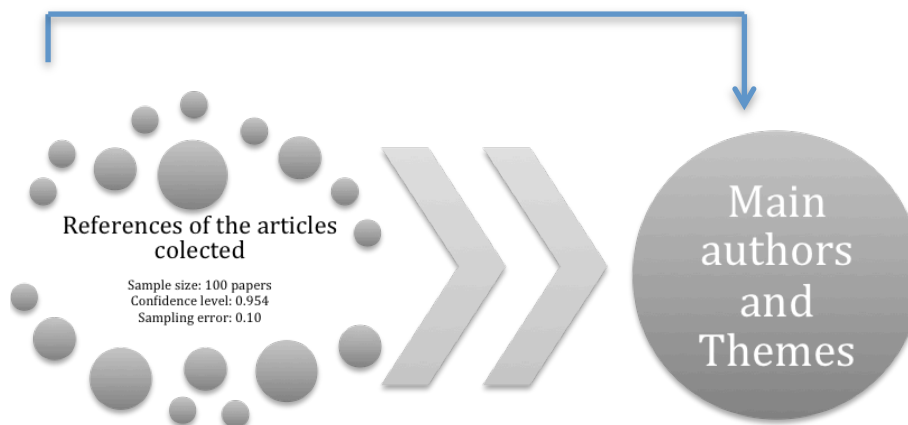 References of the articles
colected
Sample size: 100 papers
Confidence level: 0.954
Sampling error: 0.10
Main
authors
and
Themes